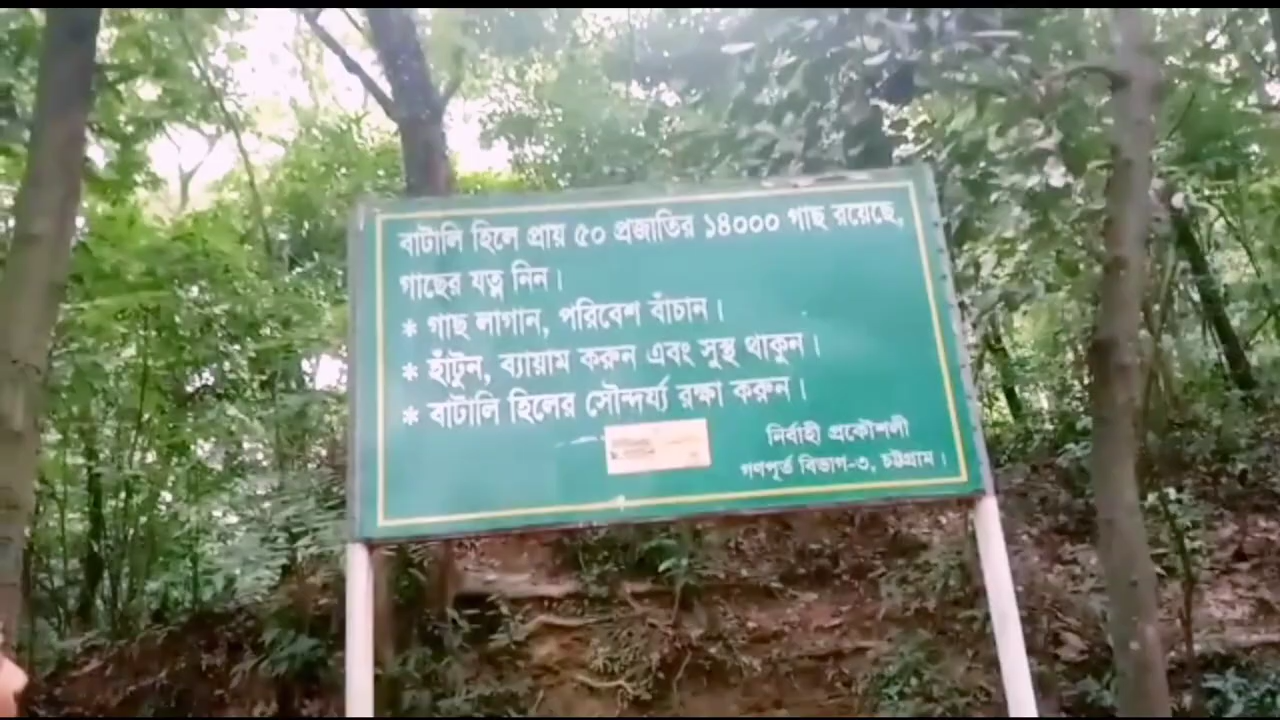 বাটালি হিলে প্রায় ৫০ প্রজাতির ১৪০০০ গাছ রয়েছে,
গাছের যত্ন নিন।
* গাছ লাগান, পরিবেশ বাঁচান।
* হাঁটুন, ব্যায়াম করুন এবং সুস্থ থাকুন।
* বাটালি হিলের সৌন্দর্য্য রক্ষা করুন।
নির্বাহী প্রকৌশলী
গণপূর্ত বিভাগ-৩, চট্টগ্রাম।